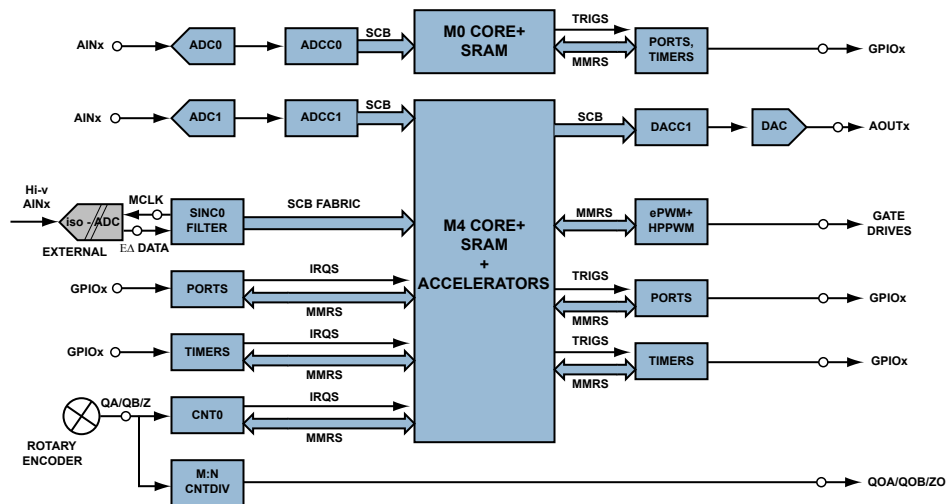 AINx
ADC0
ADCC0
SCB
M0 CORE+
SRAM
TRIGS
MMRS
PORTS,
TIMERS
GPIOx
AINx
ADC1
ADCC1
SCB
SCB
DACC1
DAC
AOUTx
Hi-v
AINx
iso - ADC
EXTERNAL
MCLK
EΔ DATA
SINC0
FILTER
SCB FABRIC
M4 CORE+
SRAM
+
ACCELERATORS
MMRS
ePWM+
HPPWM
GATE
DRIVES
GPIOx
PORTS
IRQS
MMRS
TRIGS
MMRS
PORTS
GPIOx
GPIOx
TIMERS
IRQS
MMRS
TRIGS
MMRS
TIMERS
GPIOx
ROTARY
ENCODER
QA/QB/Z
CNT0
IRQS
MMRS
M:N
CNTDIV
QOA/QOB/ZO